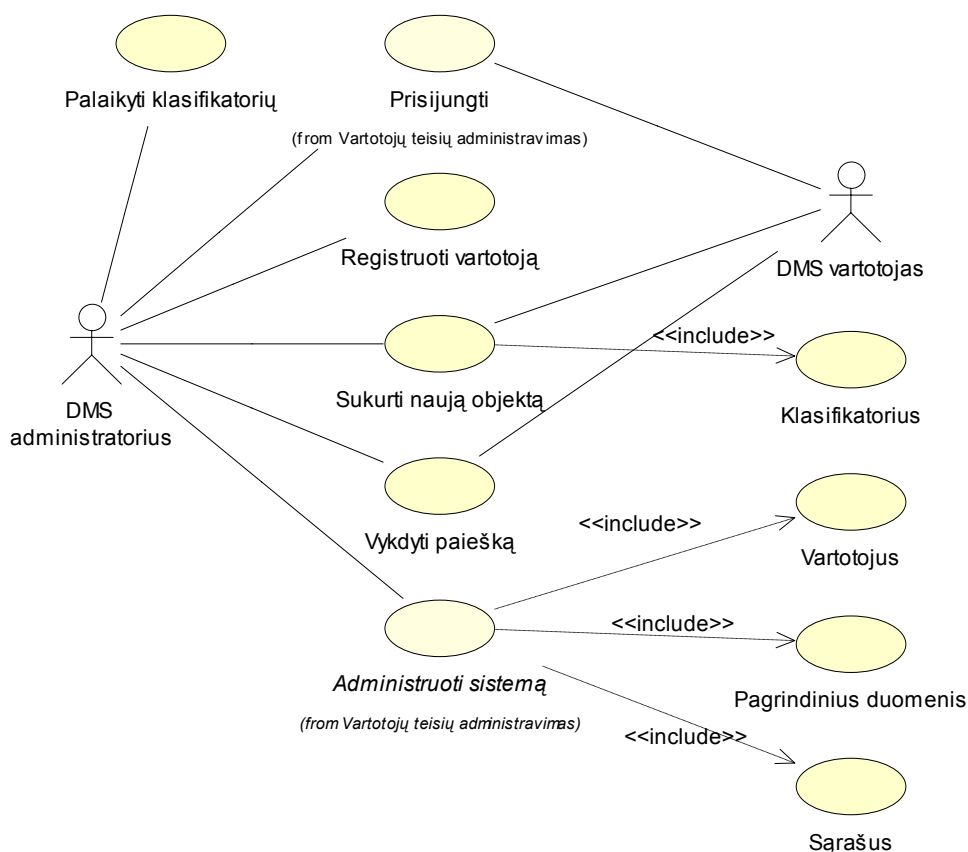 Palaikyti klasifikatorių
Prisijungti
(from Vartotojų teisių administravimas)
Registruoti vartotoją
DMS vartotojas
<<include>>
Sukurti naują objektą
Klasifikatorius
DMS
administratorius
<<include>>
Vykdyti paiešką
Vartotojus
<<include>>
Administruoti sistemą
Pagrindinius duomenis
(from Vartotojų teisių administravimas)
<<include>>
Sąrašus